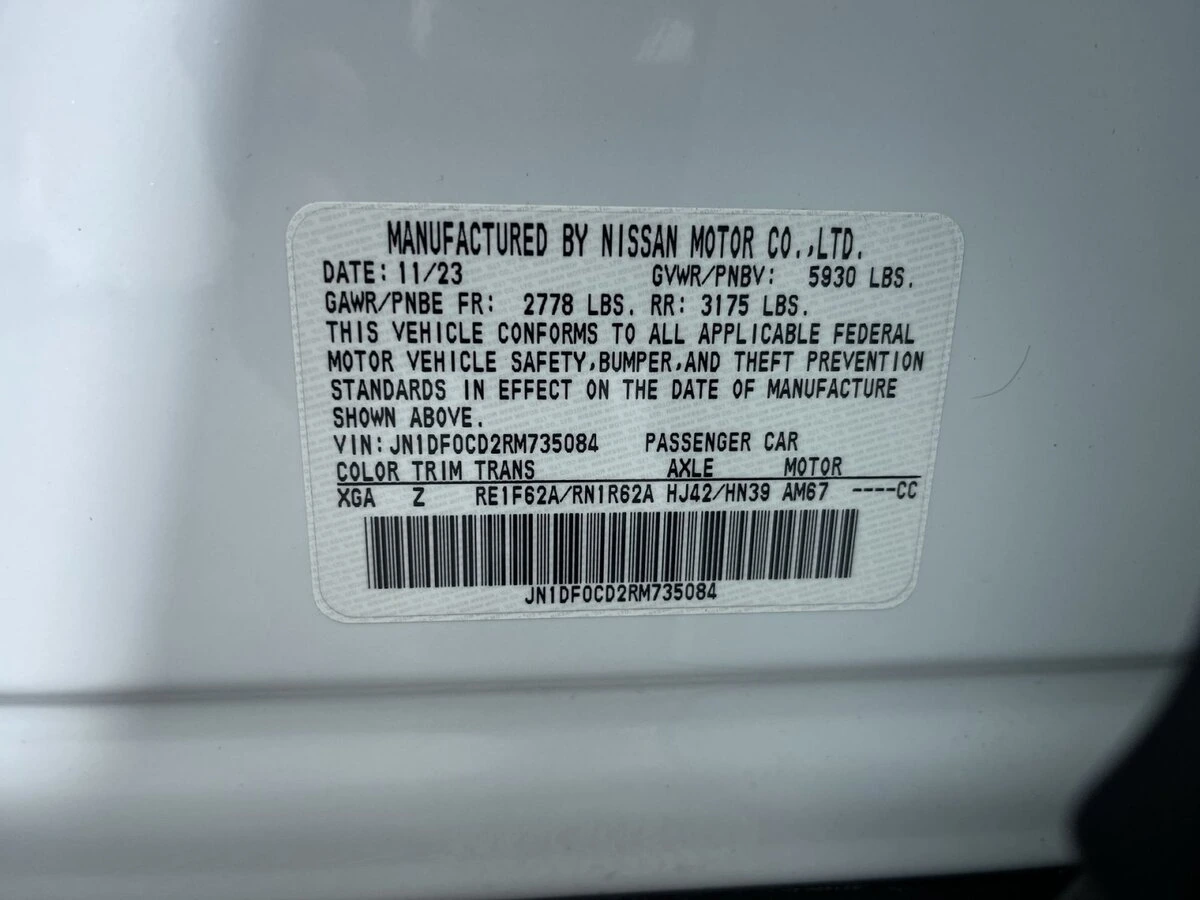 MANUFACTURED BY NISSAN MOTOR CO.,LTD.
DATE: 11/23 GVWR/PNBV: 5930 LBS.
GAWR/PNBE FR: 2778 LBS. RR: 3175 LBS.
THIS VEHICLE CONFORMS TO ALL APPLICABLE FEDERAL
MOTOR VEHICLE SAFETY,BUMPER,AND THEFT PREVENTION
STANDARDS IN EFFECT ON THE DATE OF MANUFACTURE
SHOWN ABOVE.
VIN: JN1DF0CD2RM735084 PASSENGER CAR
COLOR TRIM TRANS AXLE MOTOR
XGA Z RE1F62A/RN1R62A HJ42/HN39 AM67 ----CC
JN1DF0CD2RM735084